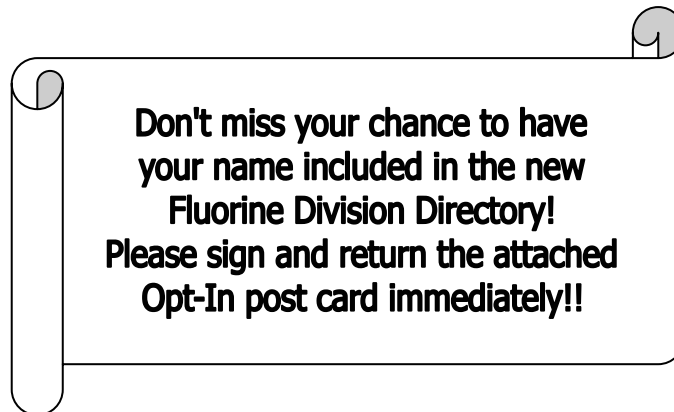 Don't miss your chance to have
your name included in the new
Fluorine Division Directory!
Please sign and return the attached
Opt-In post card immediately!!